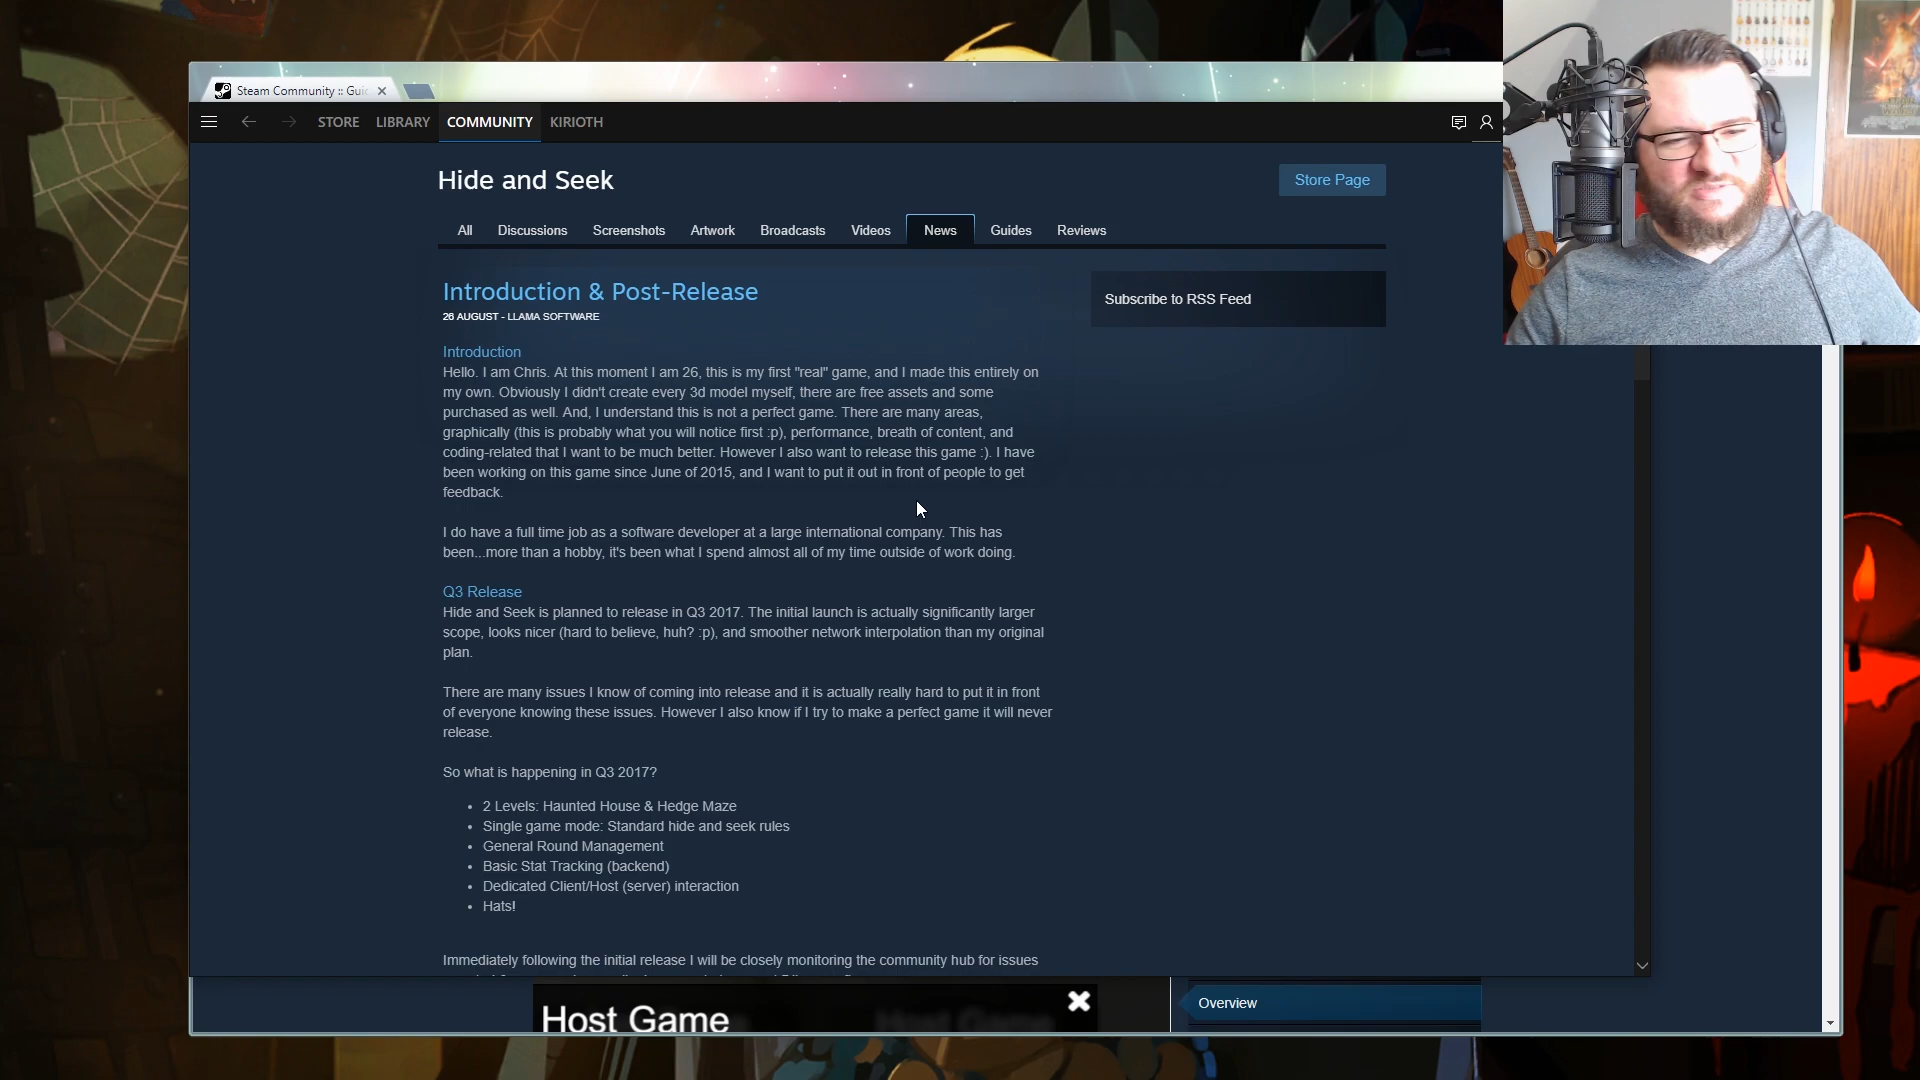 Steam Community :: Guid
STORE LIBRARY COMMUNITY KIRIOTH
Hide and Seek
Store Page
All Discussions Screenshots Artwork Broadcasts Videos News Guides Reviews
Introduction & Post-Release
26 AUGUST - LLAMA SOFTWARE
Subscribe to RSS Feed
Introduction
Hello. I am Chris. At this moment I am 26, this is my first "real" game, and I made this entirely on
my own. Obviously I didn't create every 3d model myself, there are free assets and some
purchased as well. And, I understand this is not a perfect game. There are many areas,
graphically (this is probably what you will notice first :p), performance, breath of content, and
coding-related that I want to be much better. However I also want to release this game :). I have
been working on this game since June of 2015, and I want to put it out in front of people to get
feedback.
I do have a full time job as a software developer at a large international company. This has
been...more than a hobby, it's been what I spend almost all of my time outside of work doing.
Q3 Release
Hide and Seek is planned to release in Q3 2017. The initial launch is actually significantly larger
scope, looks nicer (hard to believe, huh? :p), and smoother network interpolation than my original
plan.
There are many issues I know of coming into release and it is actually really hard to put it in front
of everyone knowing these issues. However I also know if I try to make a perfect game it will never
release.
So what is happening in Q3 2017?
• 2 Levels: Haunted House & Hedge Maze
• Single game mode: Standard hide and seek rules
• General Round Management
• Basic Stat Tracking (backend)
• Dedicated Client/Host (server) interaction
• Hats!
Immediately following the initial release I will be closely monitoring the community hub for issues
Host Game
Overview